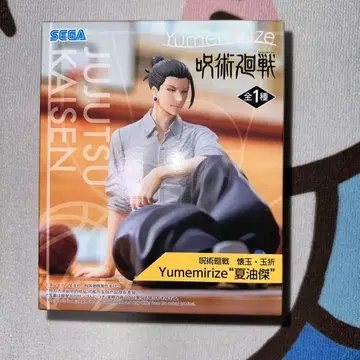 SEGA
Yumemirize
呪術廻戦
全1種
JUJUTSU
KAISEN
呪術廻戦 懐玉・玉折
Yumemirize“夏油傑”